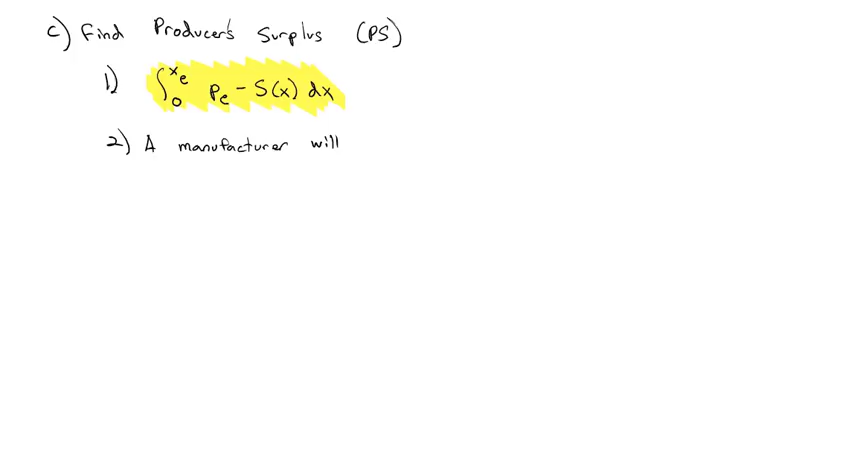 c) Find Producer's Surplus (PS)
1) ∫₀^{xₑ} Pₑ - S(x) dx
2) A manufacturer will